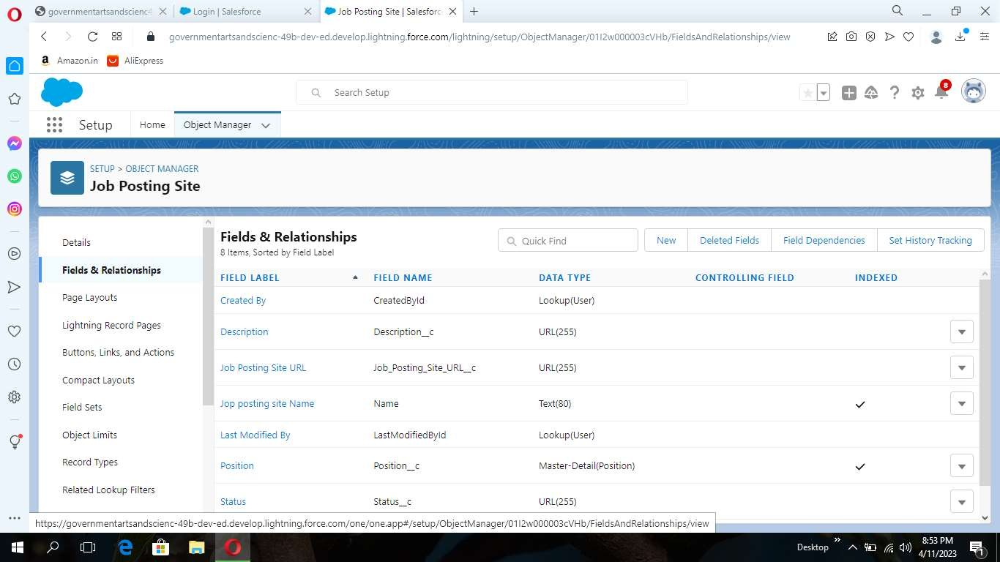 governmentartsandscienc4
Login | Salesforce
Job Posting Site | Salesforc
governmentartsandscienc-49b-dev-ed.develop.lightning.force.com/lightning/setup/ObjectManager/01I2w000003cVHb/FieldsAndRelationships/view
Amazon.in
AliExpress
Search Setup
8
Setup
Home
Object Manager
SETUP > OBJECT MANAGER
Job Posting Site
Details
Fields & Relationships
Page Layouts
Lightning Record Pages
Buttons, Links, and Actions
Compact Layouts
Field Sets
Object Limits
Record Types
Related Lookup Filters
Fields & Relationships
8 Items, Sorted by Field Label
Quick Find
New
Deleted Fields
Field Dependencies
Set History Tracking
FIELD LABEL FIELD NAME DATA TYPE CONTROLLING FIELD INDEXED
Created By CreatedById Lookup(User)
Description Description__c URL(255)
Job Posting Site URL Job_Posting_Site_URL__c URL(255)
Jop posting site Name Name Text(80)
Last Modified By LastModifiedById Lookup(User)
Position Position__c Master-Detail(Position)
Status Status__c URL(255)
https://governmentartsandscienc-49b-dev-ed.develop.lightning.force.com/one/one.app#/setup/ObjectManager/01I2w000003cVHb/FieldsAndRelationships/view
Desktop
8:53 PM
4/11/2023
1